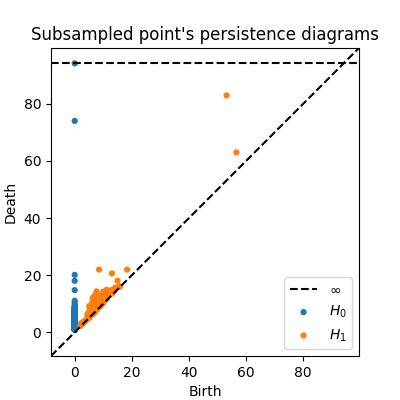 Subsampled point's persistence diagrams
Death
80
60
40
20
0
0 20 40 60 80
Birth
∞
H₀
H₁